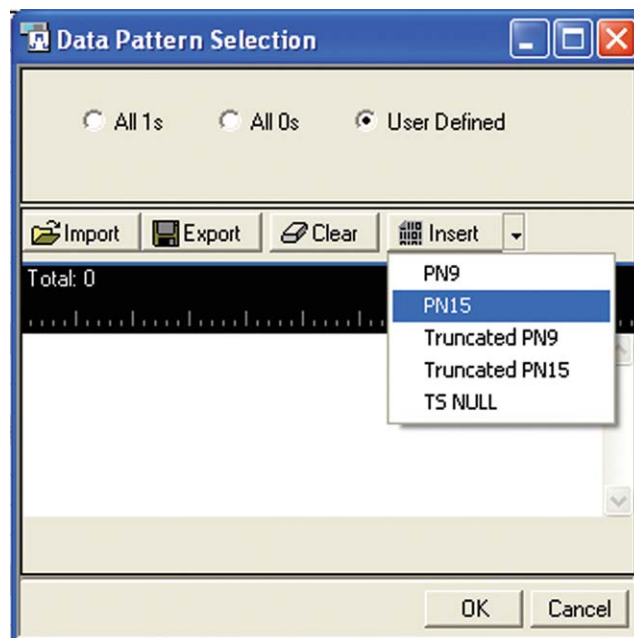 Data Pattern Selection
All 1s All 0s User Defined
Import Export Clear Insert
Total: 0
PN9
PN15
Truncated PN9
Truncated PN15
TS NULL
OK Cancel